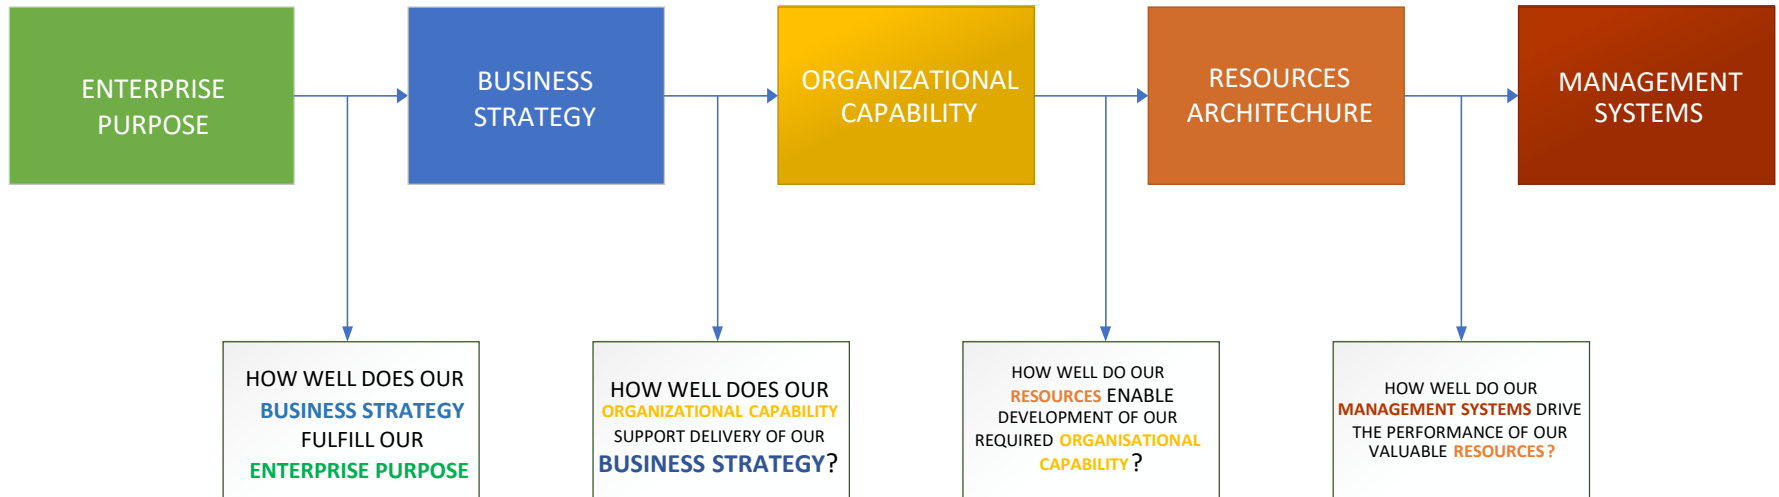 ENTERPRISE
PURPOSE
BUSINESS
STRATEGY
ORGANIZATIONAL
CAPABILITY
RESOURCES
ARCHITECHURE
MANAGEMENT
SYSTEMS
HOW WELL DOES OUR
BUSINESS STRATEGY
FULFILL OUR
ENTERPRISE PURPOSE
HOW WELL DOES OUR
ORGANIZATIONAL CAPABILITY
SUPPORT DELIVERY OF OUR
BUSINESS STRATEGY?
HOW WELL DO OUR
RESOURCES ENABLE
DEVELOPMENT OF OUR
REQUIRED ORGANISATIONAL
CAPABILITY?
HOW WELL DO OUR
MANAGEMENT SYSTEMS DRIVE
THE PERFORMANCE OF OUR
VALUABLE RESOURCES?